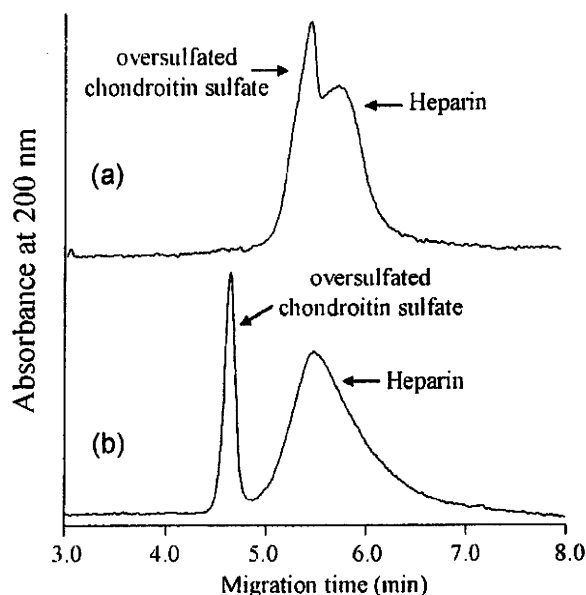 oversulfated
chondroitin sulfate
Heparin
(a)
oversulfated
chondroitin sulfate
Heparin
(b)
Absorbance at 200 nm
3.0 4.0 5.0 6.0 7.0 8.0
Migration time (min)